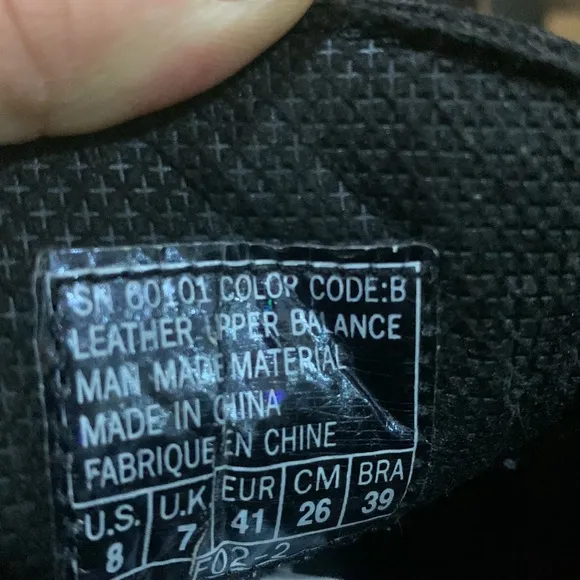 SN 60101 COLOR CODE:B
LEATHER UPPER BALANCE
MAN MADE MATERIAL
MADE IN CHINA
FABRIQUE EN CHINE
U.S. U.K EUR CM BRA
8 7 41 26 39
F02-2